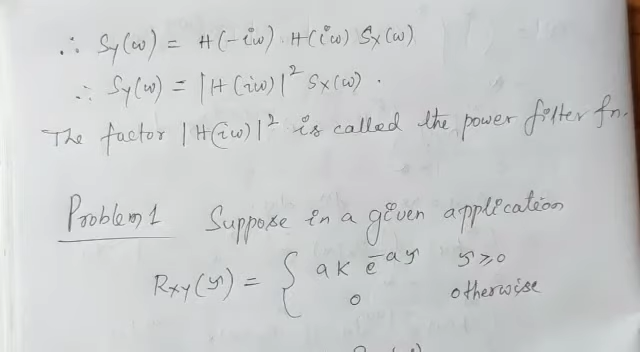 ∴ Sy(ω) = H(-iω) · H(iω) Sx(ω)
∴ Sy(ω) = |H(iω)|² Sx(ω) .
The factor |H(iω)|² is called the power filter fn.
Problem 1 Suppose in a given application
Rxy(y) = { ak e^-ay y ≥ 0
0 otherwise